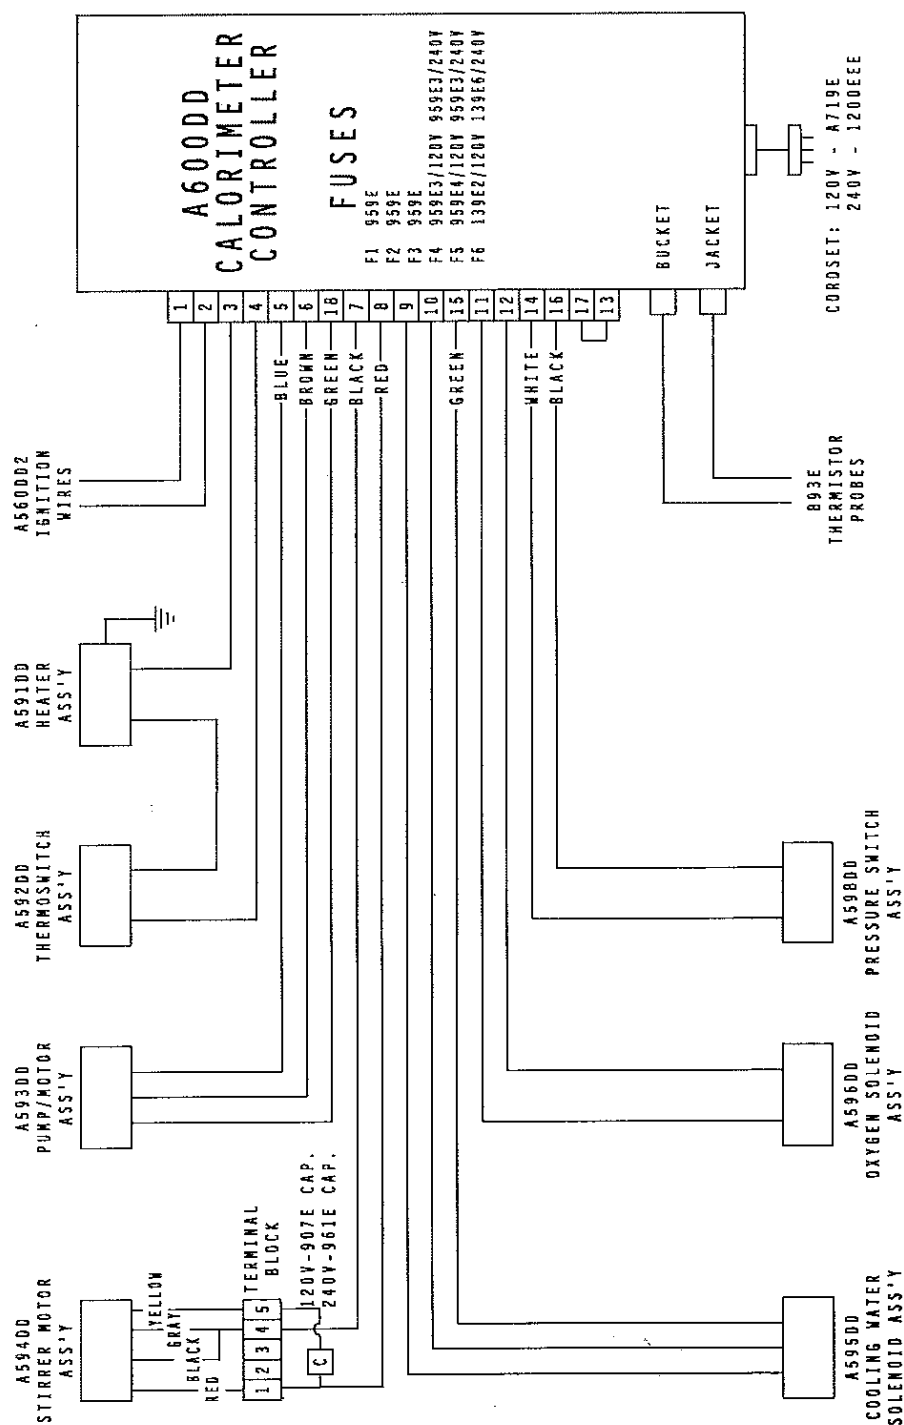 A600DD
CALORIMETER
CONTROLLER
FUSES
F1 959E
F2 959E
F3 959E
F4 959E3/120V 959E3/240V
F5 959E4/120V 959E3/240V
F6 139E2/120V 139E6/240V
BUCKET
JACKET
CORDSET: 120V - A719E
240V - 1200EEE
1
2
3
4
5
6
18
7
8
9
10
15
11
12
14
16
17
13
BLUE
BROWN
GREEN
BLACK
RED
GREEN
WHITE
BLACK
A560DD2
IGNITION
WIRES
B93E
THERMISTOR
PROBES
A591DD
HEATER
ASS'Y
A592DD
THERMOSWITCH
ASS'Y
A593DD
PUMP/MOTOR
ASS'Y
A594DD
STIRRER MOTOR
ASS'Y
YELLOW
GRAY
BLACK
RED
TERMINAL
BLOCK
1 2 3 4 5
C
120V-907E CAP.
240V-961E CAP.
A598DD
PRESSURE SWITCH
ASS'Y
A596DD
OXYGEN SOLENOID
ASS'Y
A595DD
COOLING WATER
SOLENOID ASS'Y